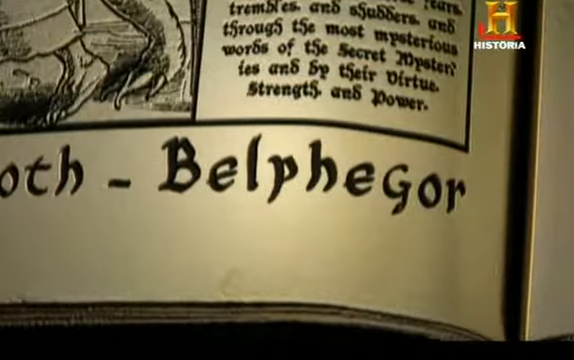 trembles. and shudders. and
through the most mysterious
words of the Secret Myster:
ies and by their Virtue.
Strength. and Power.
oth - Belphegor
H
HISTORIA